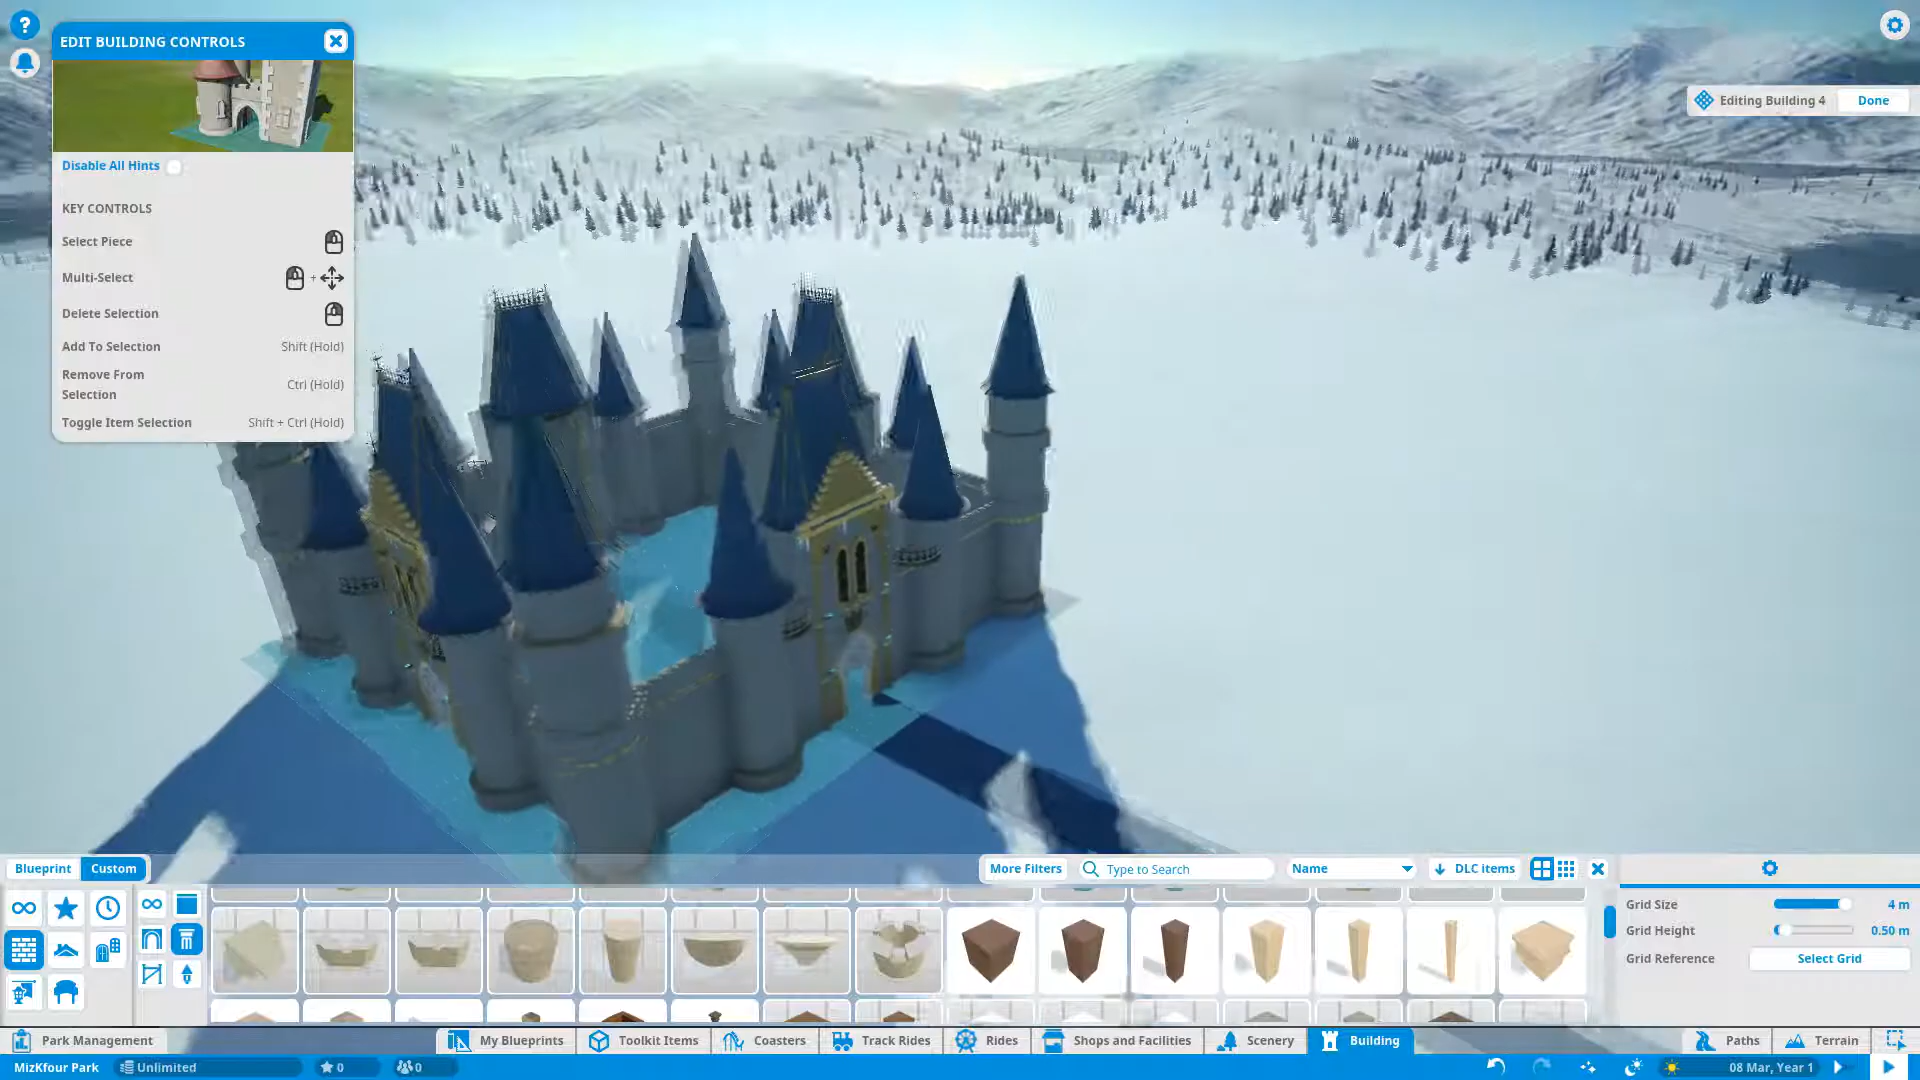 ?
EDIT BUILDING CONTROLS
Disable All Hints
KEY CONTROLS
Select Piece
Multi-Select +
Delete Selection
Add To Selection Shift (Hold)
Remove From
Selection Ctrl (Hold)
Toggle Item Selection Shift + Ctrl (Hold)
Editing Building 4 Done
Blueprint Custom
More Filters Type to Search Name DLC items
Grid Size 4 m
Grid Height 0.50 m
Grid Reference Select Grid
Park Management My Blueprints Toolkit Items Coasters Track Rides Rides Shops and Facilities Scenery Building Paths Terrain
MizKfour Park Unlimited 0 0 08 Mar, Year 1